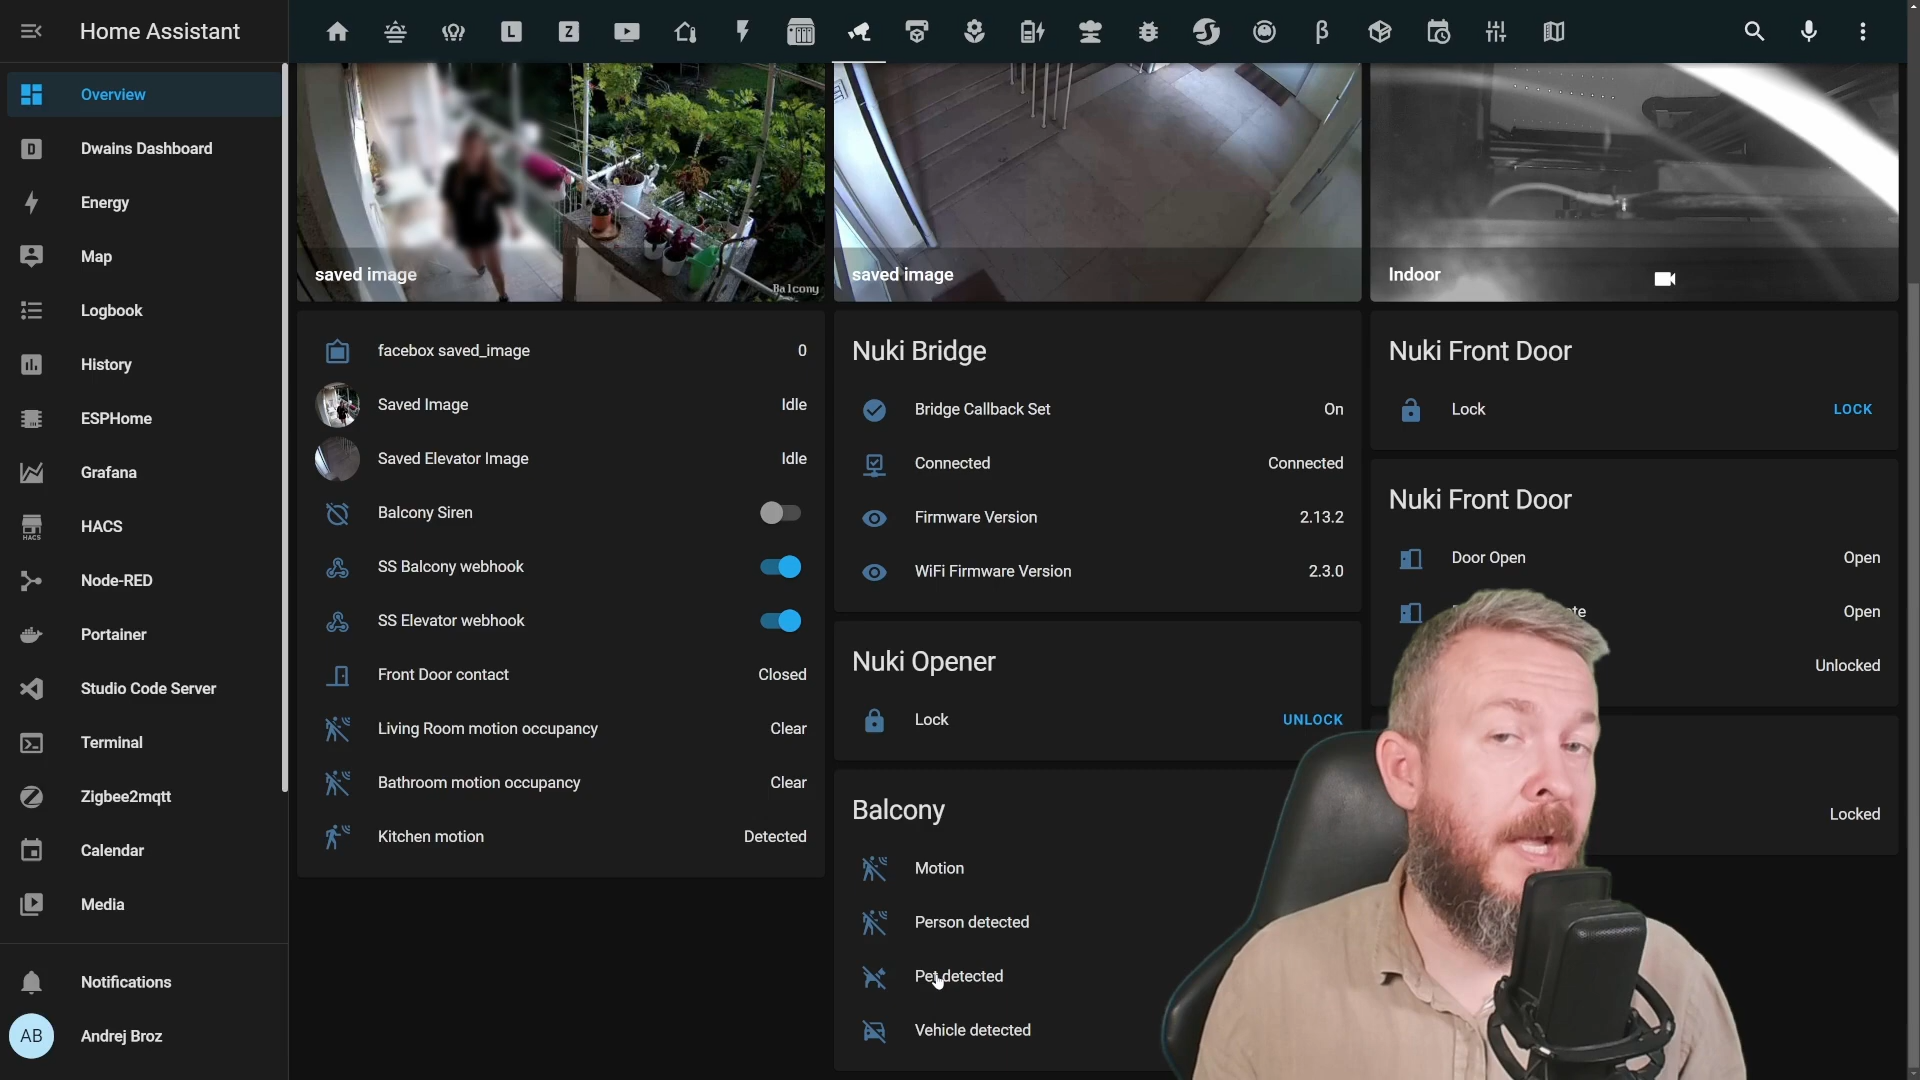 Home Assistant
Overview
Dwains Dashboard
Energy
Map
Logbook
History
ESPHome
Grafana
HACS
HACS
Node-RED
Portainer
Studio Code Server
Terminal
Zigbee2mqtt
Calendar
Media
Notifications
AB Andrej Broz
L
Z
β
saved image
Balcony
saved image
Indoor
facebox saved_image 0
Saved Image Idle
Saved Elevator Image Idle
Balcony Siren
SS Balcony webhook
SS Elevator webhook
Front Door contact Closed
Living Room motion occupancy Clear
Bathroom motion occupancy Clear
Kitchen motion Detected
Nuki Bridge
Bridge Callback Set On
Connected Connected
Firmware Version 2.13.2
WiFi Firmware Version 2.3.0
Nuki Opener
Lock UNLOCK
Balcony
Motion
Person detected
Pet detected
Vehicle detected
Nuki Front Door
Lock LOCK
Nuki Front Door
Door Open Open
Open
Unlocked
Locked